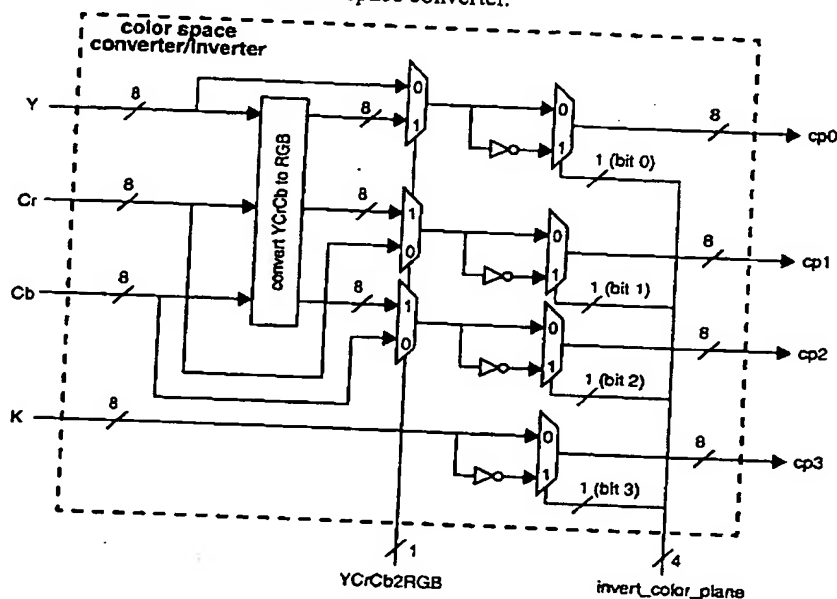 space converter.
color space
converter/Inverter
Y
8
0
1
8
convert YCrCb to RGB
0
1
8
cp0
1 (bit 0)
Cr
8
8
1
0
0
1
8
cp1
1 (bit 1)
Cb
8
8
1
0
0
1
8
cp2
1 (bit 2)
K
8
0
1
8
cp3
1 (bit 3)
1
YCrCb2RGB
4
invert_color_plane